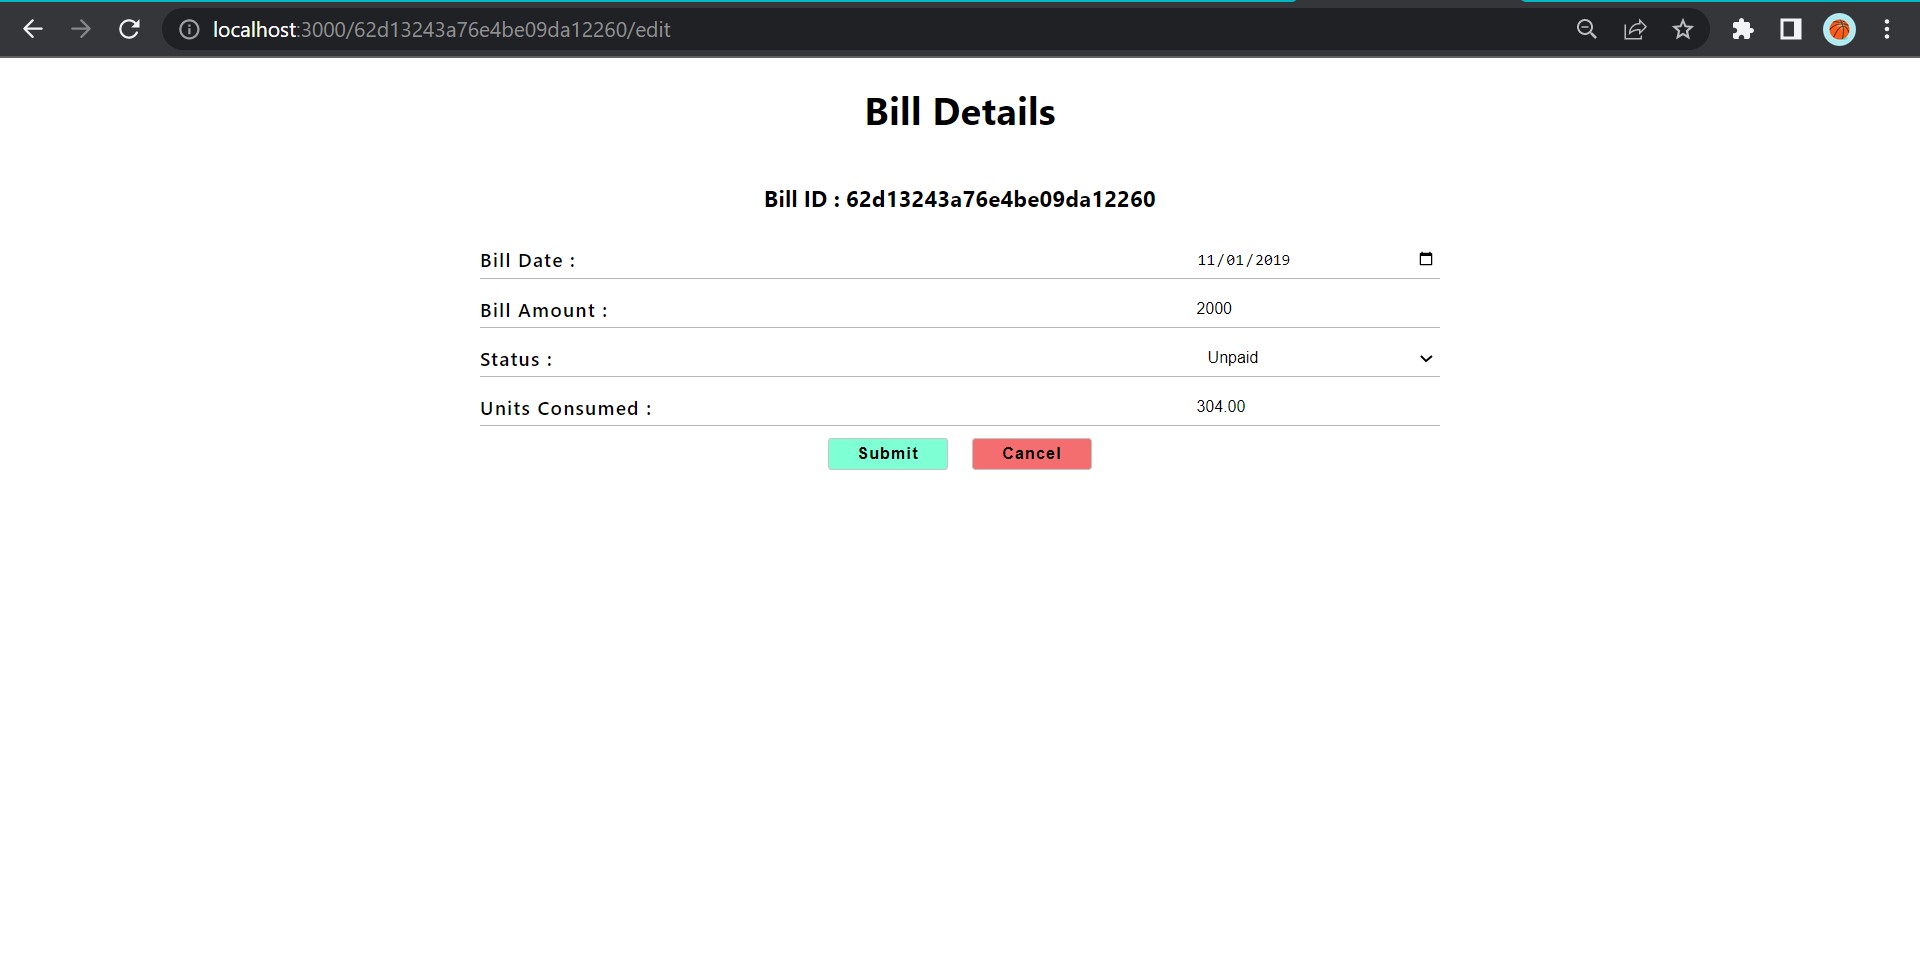 localhost:3000/62d13243a76e4be09da12260/edit
Bill Details
Bill ID : 62d13243a76e4be09da12260
Bill Date : 11/01/2019
Bill Amount : 2000
Status : Unpaid
Units Consumed : 304.00
Submit Cancel